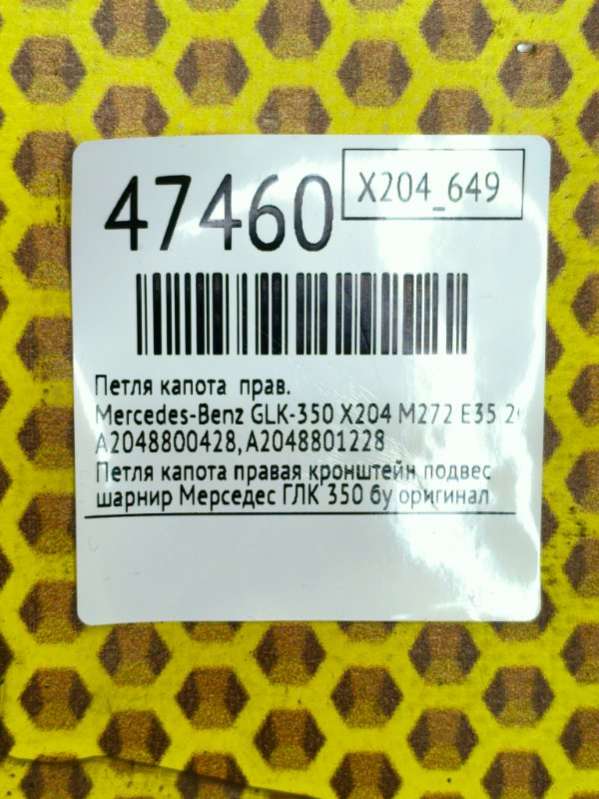 47460
X204_649
Петля капота прав.
Mercedes-Benz GLK-350 X204 M272 E35
A2048800428,A2048801228
Петля капота правая кронштейн подвес
шарнир Мерседес ГЛК 350 бу оригинал